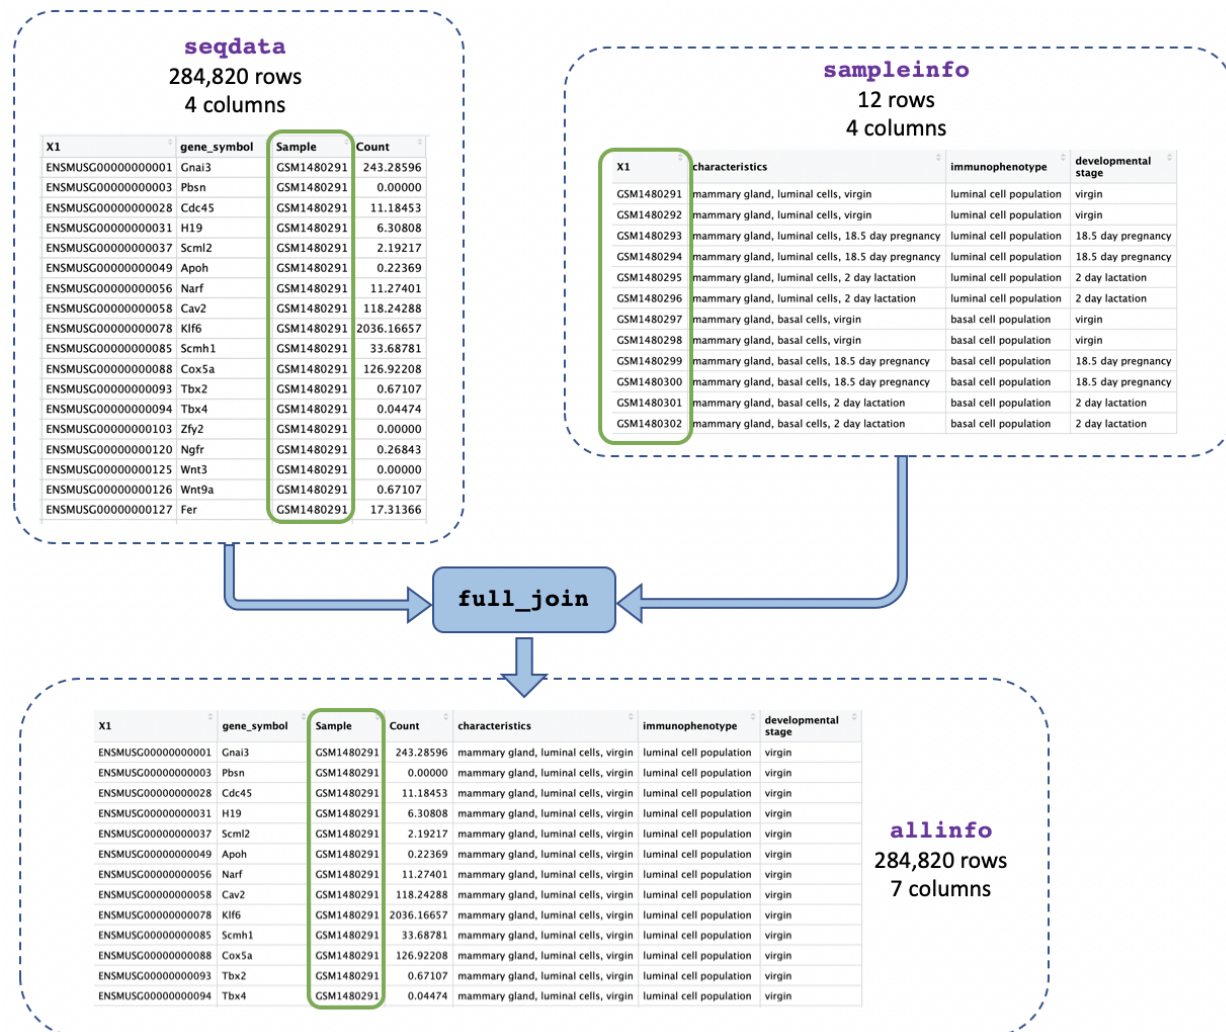 seqdata
284,820 rows
4 columns
X1 gene_symbol Sample Count
ENSMUSG00000000001 Gnai3 GSM1480291 243.28596
ENSMUSG00000000003 Pbsn GSM1480291 0.00000
ENSMUSG00000000028 Cdc45 GSM1480291 11.18453
ENSMUSG00000000031 H19 GSM1480291 6.30808
ENSMUSG00000000037 Scml2 GSM1480291 2.19217
ENSMUSG00000000049 Apoh GSM1480291 0.22369
ENSMUSG00000000056 Narf GSM1480291 11.27401
ENSMUSG00000000058 Cav2 GSM1480291 118.24288
ENSMUSG00000000078 Klf6 GSM1480291 2036.16657
ENSMUSG00000000085 Scmh1 GSM1480291 33.68781
ENSMUSG00000000088 Cox5a GSM1480291 126.92208
ENSMUSG00000000093 Tbx2 GSM1480291 0.67107
ENSMUSG00000000094 Tbx4 GSM1480291 0.04474
ENSMUSG00000000103 Zfy2 GSM1480291 0.00000
ENSMUSG00000000120 Ngfr GSM1480291 0.26843
ENSMUSG00000000125 Wnt3 GSM1480291 0.00000
ENSMUSG00000000126 Wnt9a GSM1480291 0.67107
ENSMUSG00000000127 Fer GSM1480291 17.31366
sampleinfo
12 rows
4 columns
X1 characteristics immunophenotype developmental
stage
GSM1480291 mammary gland, luminal cells, virgin luminal cell population virgin
GSM1480292 mammary gland, luminal cells, virgin luminal cell population virgin
GSM1480293 mammary gland, luminal cells, 18.5 day pregnancy luminal cell population 18.5 day pregnancy
GSM1480294 mammary gland, luminal cells, 18.5 day pregnancy luminal cell population 18.5 day pregnancy
GSM1480295 mammary gland, luminal cells, 2 day lactation luminal cell population 2 day lactation
GSM1480296 mammary gland, luminal cells, 2 day lactation luminal cell population 2 day lactation
GSM1480297 mammary gland, basal cells, virgin basal cell population virgin
GSM1480298 mammary gland, basal cells, virgin basal cell population virgin
GSM1480299 mammary gland, basal cells, 18.5 day pregnancy basal cell population 18.5 day pregnancy
GSM1480300 mammary gland, basal cells, 18.5 day pregnancy basal cell population 18.5 day pregnancy
GSM1480301 mammary gland, basal cells, 2 day lactation basal cell population 2 day lactation
GSM1480302 mammary gland, basal cells, 2 day lactation basal cell population 2 day lactation
full_join
X1 gene_symbol Sample Count characteristics immunophenotype developmental
stage
ENSMUSG00000000001 Gnai3 GSM1480291 243.28596 mammary gland, luminal cells, virgin luminal cell population virgin
ENSMUSG00000000003 Pbsn GSM1480291 0.00000 mammary gland, luminal cells, virgin luminal cell population virgin
ENSMUSG00000000028 Cdc45 GSM1480291 11.18453 mammary gland, luminal cells, virgin luminal cell population virgin
ENSMUSG00000000031 H19 GSM1480291 6.30808 mammary gland, luminal cells, virgin luminal cell population virgin
ENSMUSG00000000037 Scml2 GSM1480291 2.19217 mammary gland, luminal cells, virgin luminal cell population virgin
ENSMUSG00000000049 Apoh GSM1480291 0.22369 mammary gland, luminal cells, virgin luminal cell population virgin
ENSMUSG00000000056 Narf GSM1480291 11.27401 mammary gland, luminal cells, virgin luminal cell population virgin
ENSMUSG00000000058 Cav2 GSM1480291 118.24288 mammary gland, luminal cells, virgin luminal cell population virgin
ENSMUSG00000000078 Klf6 GSM1480291 2036.16657 mammary gland, luminal cells, virgin luminal cell population virgin
ENSMUSG00000000085 Scmh1 GSM1480291 33.68781 mammary gland, luminal cells, virgin luminal cell population virgin
ENSMUSG00000000088 Cox5a GSM1480291 126.92208 mammary gland, luminal cells, virgin luminal cell population virgin
ENSMUSG00000000093 Tbx2 GSM1480291 0.67107 mammary gland, luminal cells, virgin luminal cell population virgin
ENSMUSG00000000094 Tbx4 GSM1480291 0.04474 mammary gland, luminal cells, virgin luminal cell population virgin
allinfo
284,820 rows
7 columns